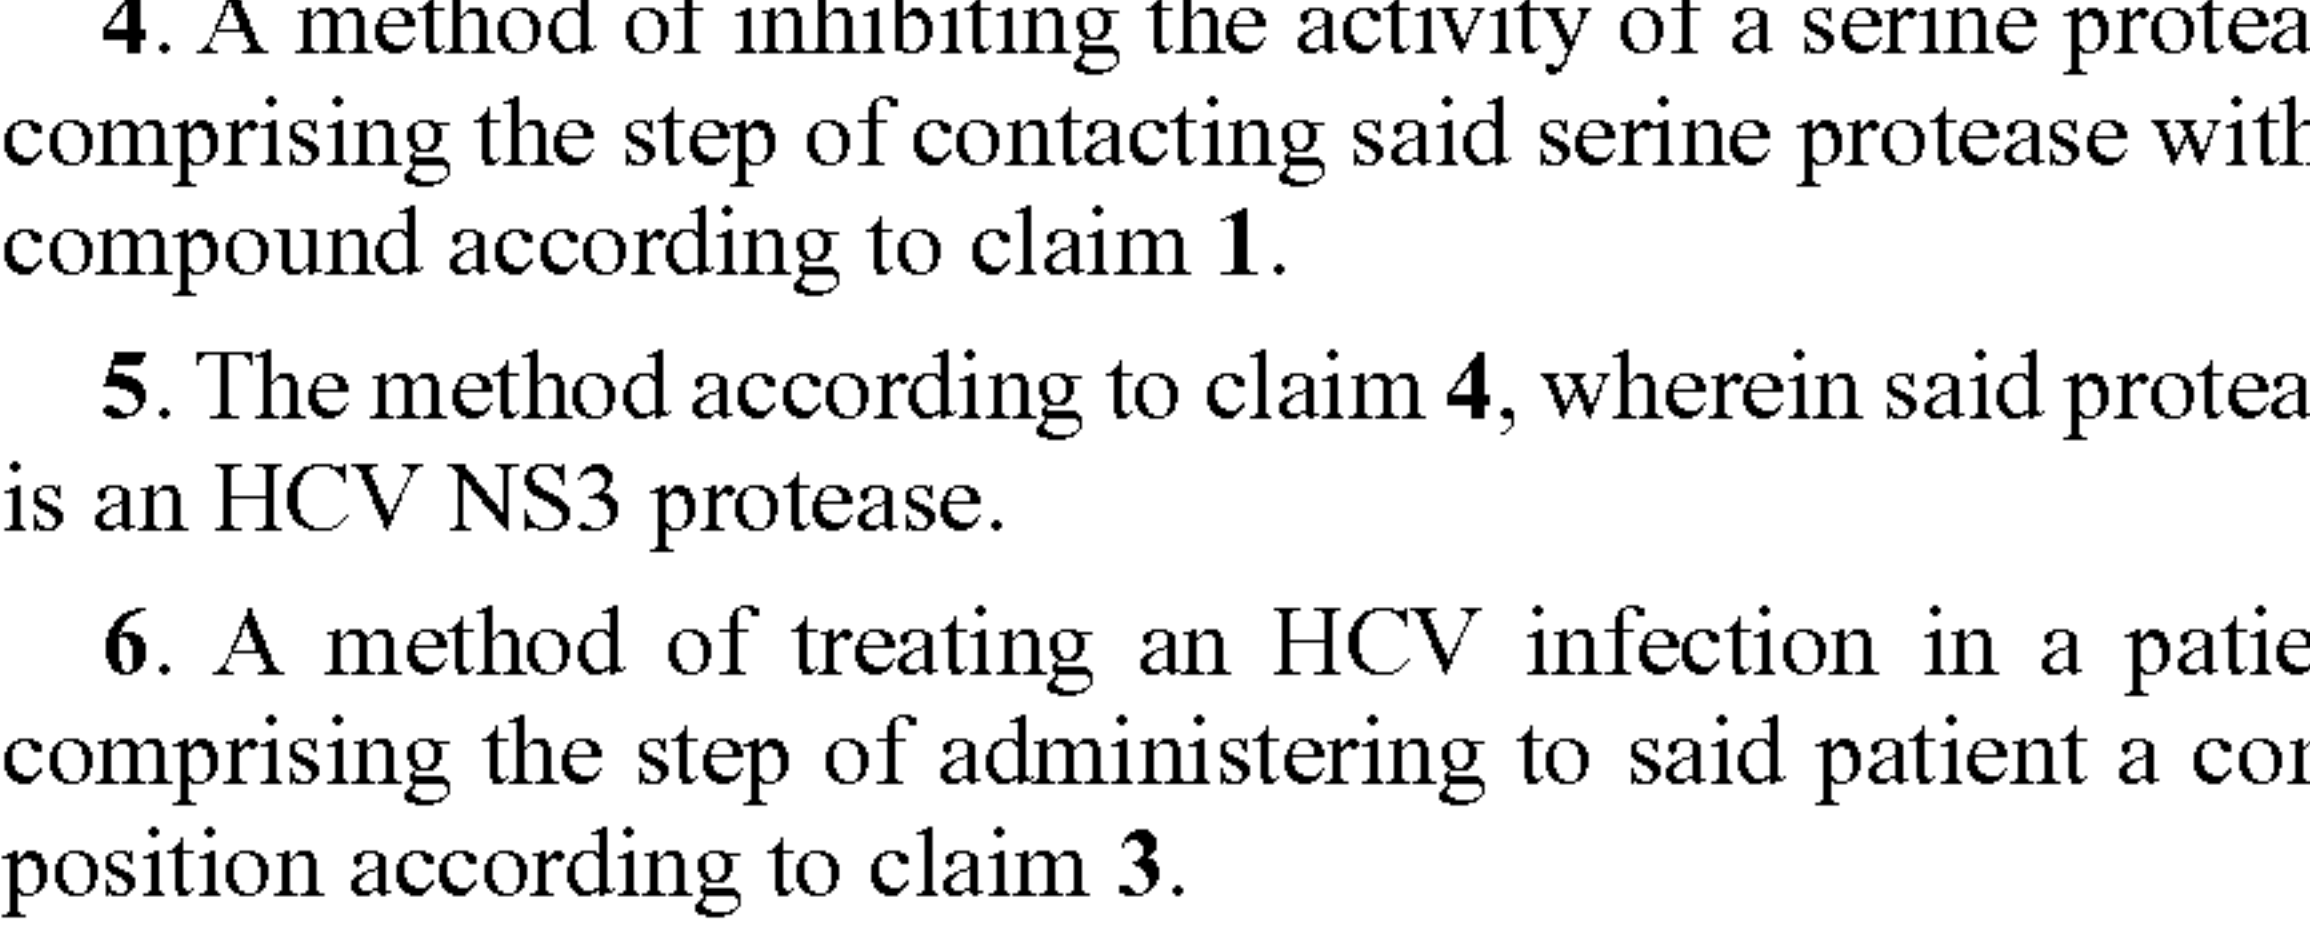 4. A method of inhibiting the activity of a serine protea
comprising the step of contacting said serine protease with
compound according to claim 1.
5. The method according to claim 4, wherein said protea
is an HCV NS3 protease.
6. A method of treating an HCV infection in a patie
comprising the step of administering to said patient a com
position according to claim 3.